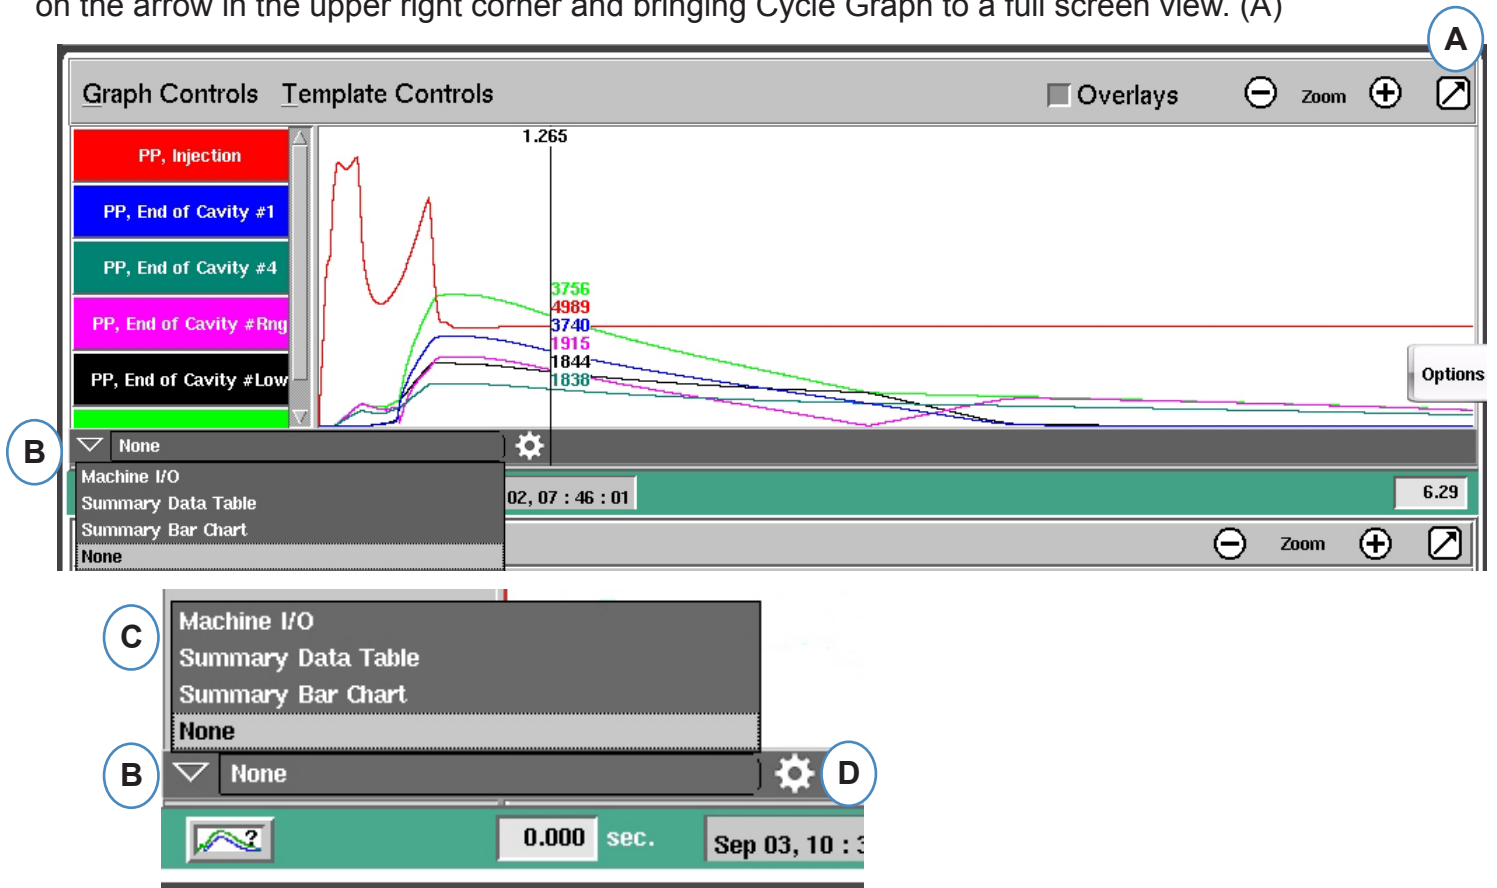 on the arrow in the upper right corner and bringing Cycle Graph to a full screen view. (A)
A
Graph Controls Template Controls Overlays Zoom
PP, Injection
PP, End of Cavity #1
PP, End of Cavity #4
PP, End of Cavity #Rng
PP, End of Cavity #Low
1.265
3756
4989
3740
1915
1844
1838
Options
B
None
Machine I/O
Summary Data Table
Summary Bar Chart
None
02, 07 : 46 : 01
6.29
Zoom
C
Machine I/O
Summary Data Table
Summary Bar Chart
None
B
None
D
?
0.000 sec. Sep 03, 10 :